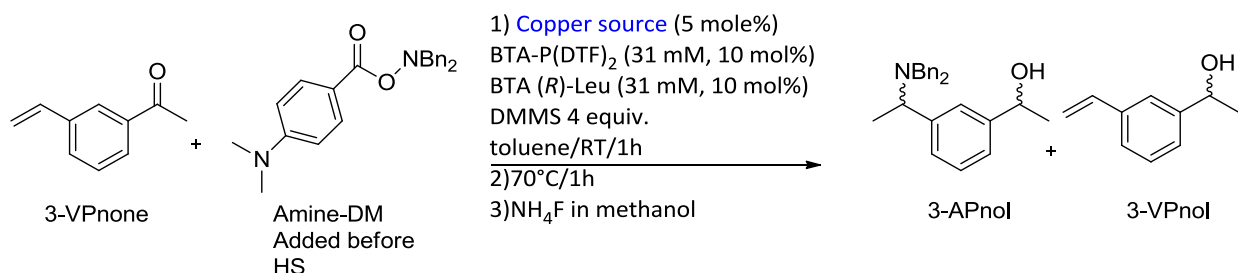 O
+
3-VPnone
O
O
NBn2
N
Amine-DM
Added before
HS
1) Copper source (5 mole%)
BTA-P(DTF)2 (31 mM, 10 mol%)
BTA (R)-Leu (31 mM, 10 mol%)
DMMS 4 equiv.
toluene/RT/1h
2)70°C/1h
3)NH4F in methanol
NBn2
OH
3-APnol
+
OH
3-VPnol